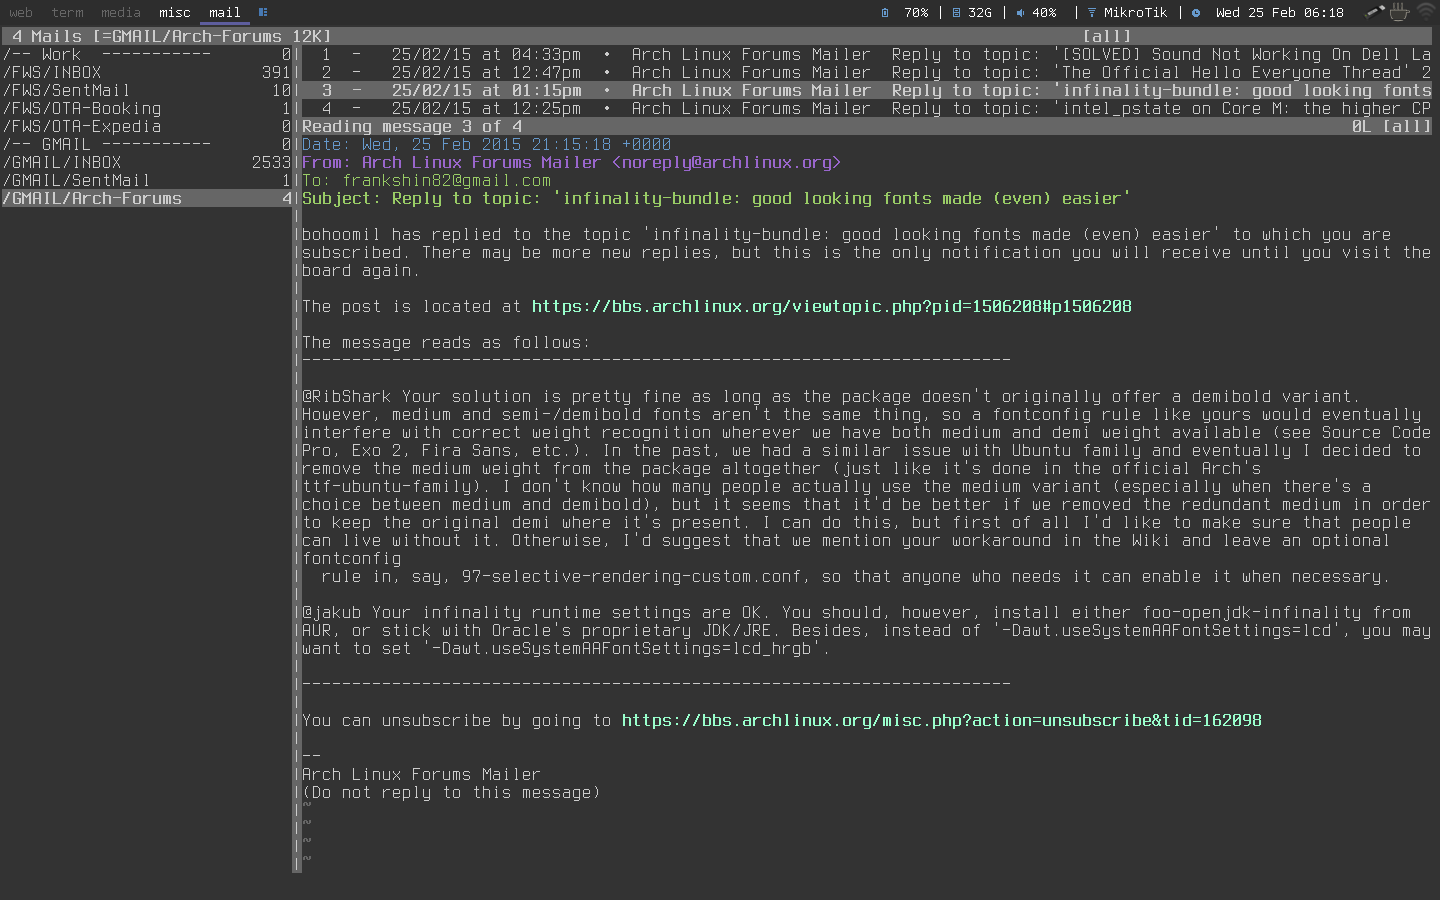 web term media misc mail 70% | 32G | 40% | MikroTik | Wed 25 Feb 06:18
4 Mails [=GMAIL/Arch-Forums 12K] [all]
/-- Work ----------- 0
/FWS/INBOX 391
/FWS/SentMail 10
/FWS/OTA-Booking 1
/FWS/OTA-Expedia 0
/-- GMAIL ----------- 0
/GMAIL/INBOX 2533
/GMAIL/SentMail 1
/GMAIL/Arch-Forums 4
1 - 25/02/15 at 04:33pm • Arch Linux Forums Mailer Reply to topic: '[SOLVED] Sound Not Working On Dell La
2 - 25/02/15 at 12:47pm • Arch Linux Forums Mailer Reply to topic: 'The Official Hello Everyone Thread' 2
3 - 25/02/15 at 01:15pm • Arch Linux Forums Mailer Reply to topic: 'infinality-bundle: good looking fonts
4 - 25/02/15 at 12:25pm • Arch Linux Forums Mailer Reply to topic: 'intel_pstate on Core M: the higher CP
Reading message 3 of 4 0L [all]
Date: Wed, 25 Feb 2015 21:15:18 +0000
From: Arch Linux Forums Mailer <noreply@archlinux.org>
To: frankshin82@gmail.com
Subject: Reply to topic: 'infinality-bundle: good looking fonts made (even) easier'
bohoomil has replied to the topic 'infinality-bundle: good looking fonts made (even) easier' to which you are
subscribed. There may be more new replies, but this is the only notification you will receive until you visit the
board again.
The post is located at https://bbs.archlinux.org/viewtopic.php?pid=1506208#p1506208
The message reads as follows:
-----------------------------------------------------------------------
@RibShark Your solution is pretty fine as long as the package doesn't originally offer a demibold variant.
However, medium and semi-/demibold fonts aren't the same thing, so a fontconfig rule like yours would eventually
interfere with correct weight recognition wherever we have both medium and demi weight available (see Source Code
Pro, Exo 2, Fira Sans, etc.). In the past, we had a similar issue with Ubuntu family and eventually I decided to
remove the medium weight from the package altogether (just like it's done in the official Arch's
ttf-ubuntu-family). I don't know how many people actually use the medium variant (especially when there's a
choice between medium and demibold), but it seems that it'd be better if we removed the redundant medium in order
to keep the original demi where it's present. I can do this, but first of all I'd like to make sure that people
can live without it. Otherwise, I'd suggest that we mention your workaround in the Wiki and leave an optional
fontconfig
rule in, say, 97-selective-rendering-custom.conf, so that anyone who needs it can enable it when necessary.
@jakub Your infinality runtime settings are OK. You should, however, install either foo-openjdk-infinality from
AUR, or stick with Oracle's proprietary JDK/JRE. Besides, instead of '-Dawt.useSystemAAFontSettings=lcd', you may
want to set '-Dawt.useSystemAAFontSettings=lcd_hrgb'.
-----------------------------------------------------------------------
You can unsubscribe by going to https://bbs.archlinux.org/misc.php?action=unsubscribe&tid=162098
--
Arch Linux Forums Mailer
(Do not reply to this message)
~
~
~
~